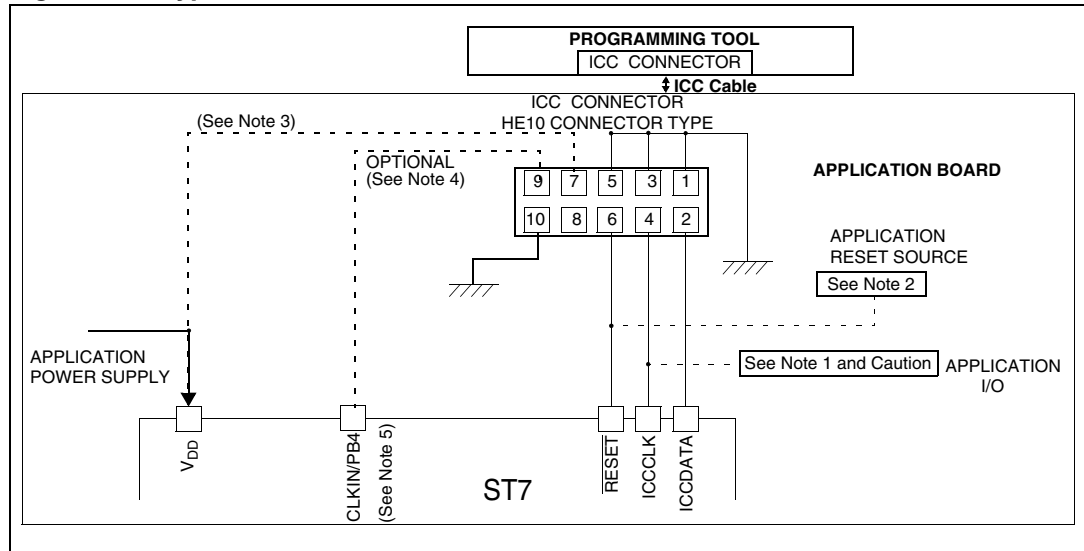 PROGRAMMING TOOL
ICC CONNECTOR
ICC Cable
ICC CONNECTOR
HE10 CONNECTOR TYPE
(See Note 3)
OPTIONAL
(See Note 4)
9 7 5 3 1
10 8 6 4 2
APPLICATION BOARD
APPLICATION
RESET SOURCE
See Note 2
APPLICATION
POWER SUPPLY
See Note 1 and Caution
APPLICATION
I/O
VDD
CLKIN/PB4
(See Note 5)
RESET
ICCCLK
ICCDATA
ST7